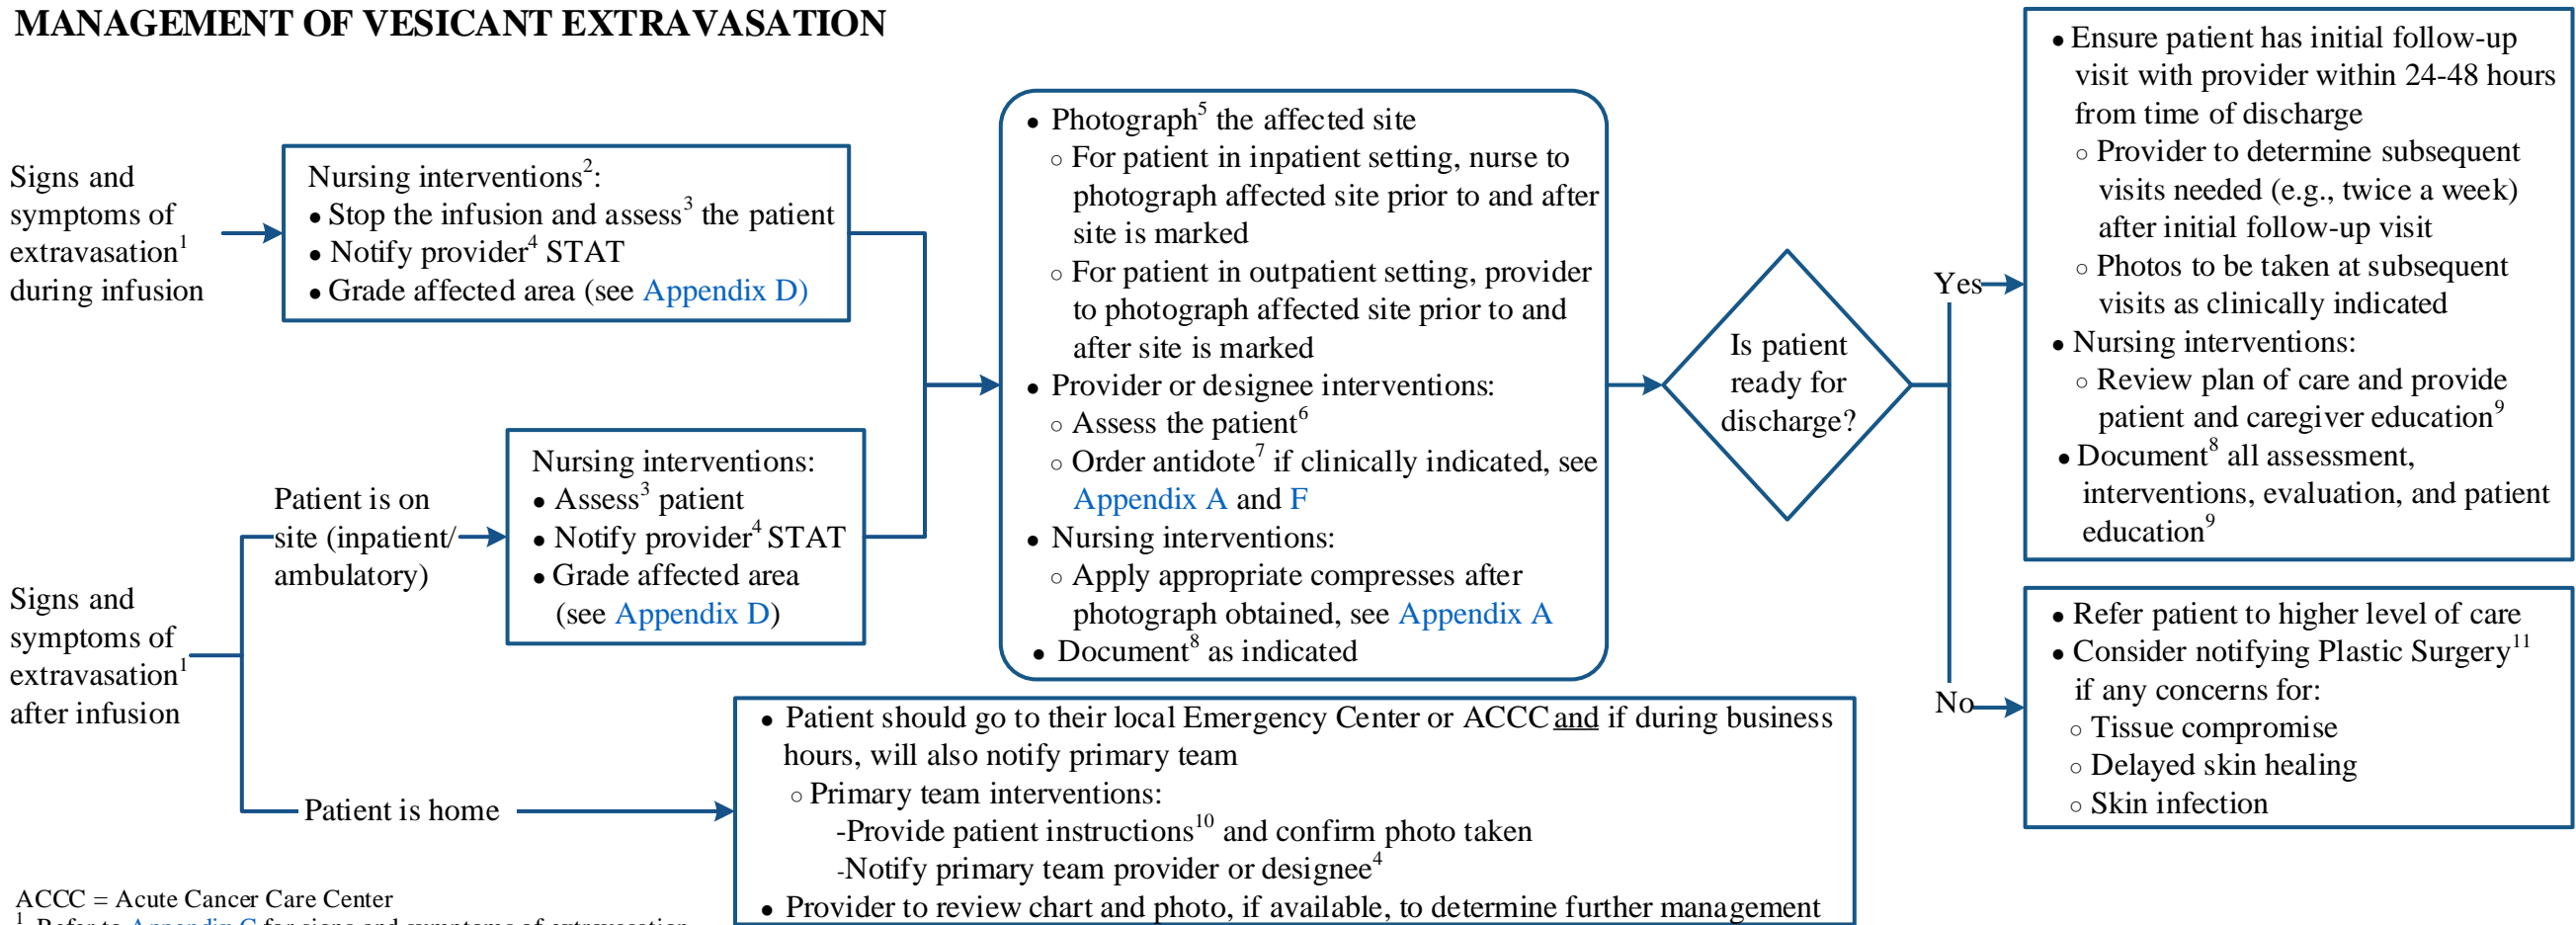 MANAGEMENT OF VESICANT EXTRAVASATION
Signs and
symptoms of
extravasation1
during infusion
Nursing interventions2:
● Stop the infusion and assess3 the patient
● Notify provider4 STAT
● Grade affected area (see Appendix D)
Signs and
symptoms of
extravasation1
after infusion
Patient is on
site (inpatient/
ambulatory)
Nursing interventions:
● Assess3 patient
● Notify provider4 STAT
● Grade affected area
(see Appendix D)
Patient is home
● Photograph5 the affected site
○ For patient in inpatient setting, nurse to
photograph affected site prior to and after
site is marked
○ For patient in outpatient setting, provider
to photograph affected site prior to and
after site is marked
● Provider or designee interventions:
○ Assess the patient6
○ Order antidote7 if clinically indicated, see
Appendix A and F
● Nursing interventions:
○ Apply appropriate compresses after
photograph obtained, see Appendix A
● Document8 as indicated
● Patient should go to their local Emergency Center or ACCC and if during business
hours, will also notify primary team
○ Primary team interventions:
-Provide patient instructions10 and confirm photo taken
-Notify primary team provider or designee4
● Provider to review chart and photo, if available, to determine further management
Is patient
ready for
discharge?
Yes
● Ensure patient has initial follow-up
visit with provider within 24-48 hours
from time of discharge
○ Provider to determine subsequent
visits needed (e.g., twice a week)
after initial follow-up visit
○ Photos to be taken at subsequent
visits as clinically indicated
● Nursing interventions:
○ Review plan of care and provide
patient and caregiver education9
● Document8 all assessment,
interventions, evaluation, and patient
education9
No
● Refer patient to higher level of care
● Consider notifying Plastic Surgery11
if any concerns for:
○ Tissue compromise
○ Delayed skin healing
○ Skin infection
ACCC = Acute Cancer Care Center
1 Refer to Appendix C for signs and symptoms of extravasation